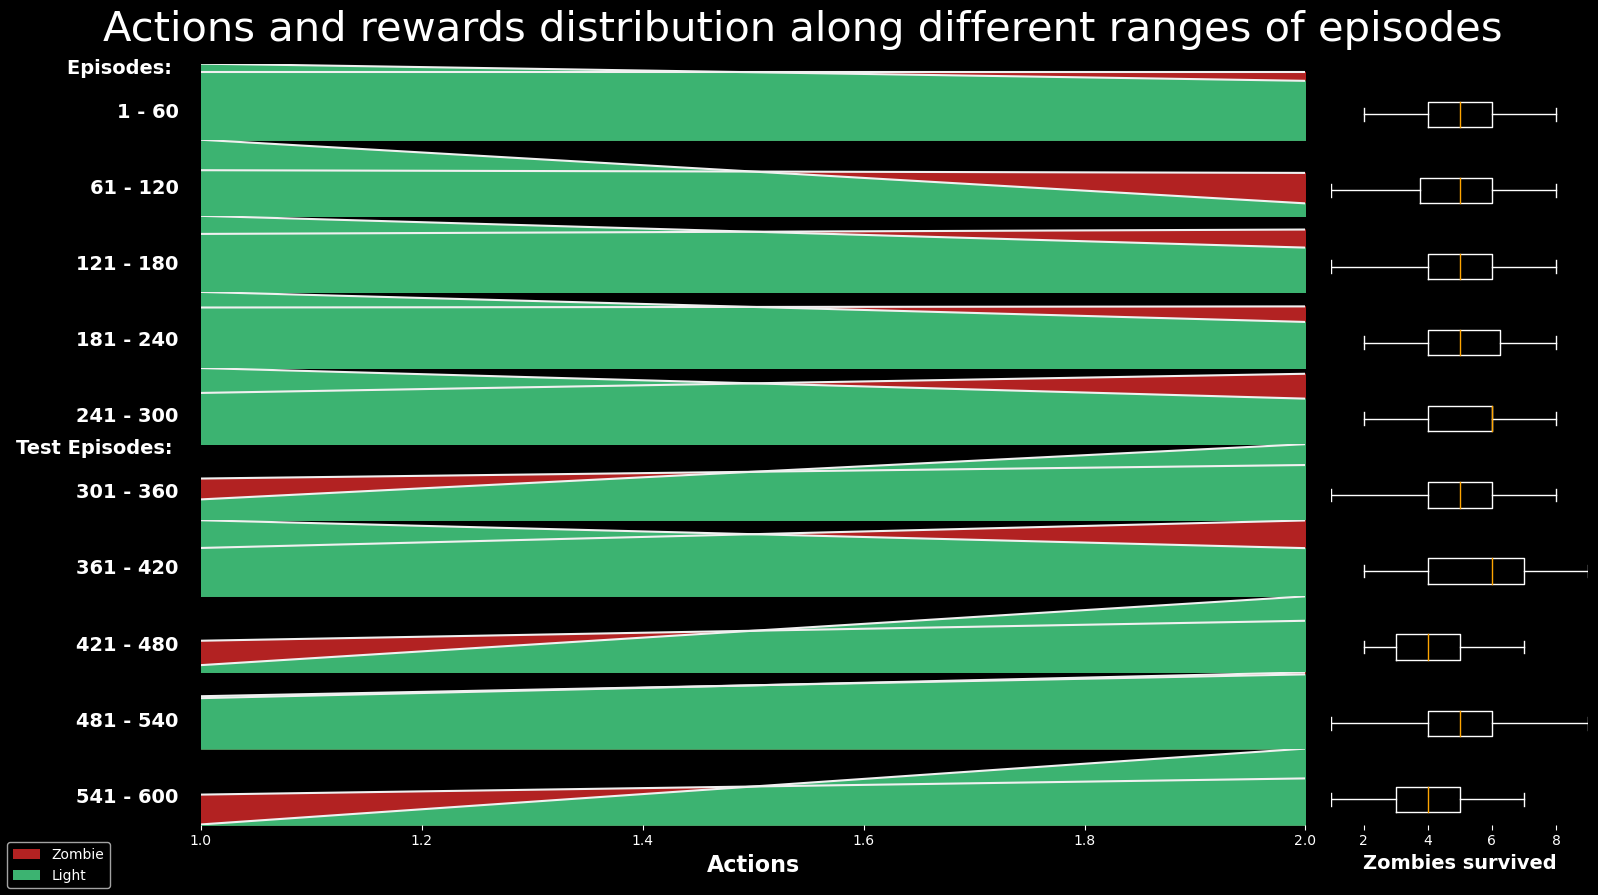 Actions and rewards distribution along different ranges of episodes
Episodes:
1 - 60
61 - 120
121 - 180
181 - 240
241 - 300
Test Episodes:
301 - 360
361 - 420
421 - 480
481 - 540
541 - 600
1.0 1.2 1.4 1.6 1.8 2.0
Actions
2 4 6 8
Zombies survived
Zombie
Light